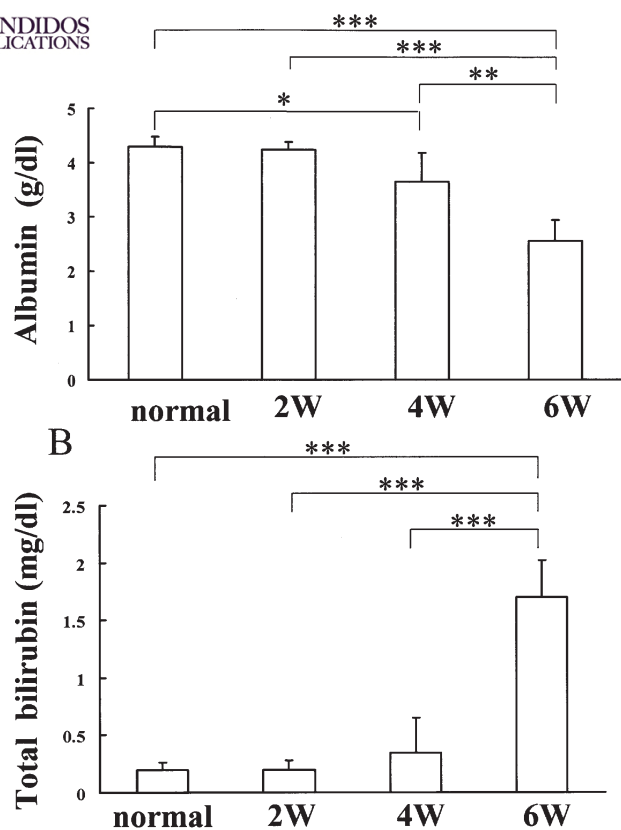 NDIDOS
LICATIONS
***
***
**
*
5
4
3
2
1
0
Albumin (g/dl)
normal 2W 4W 6W
B
***
***
***
2.5
2
1.5
1
0.5
0
Total bilirubin (mg/dl)
normal 2W 4W 6W